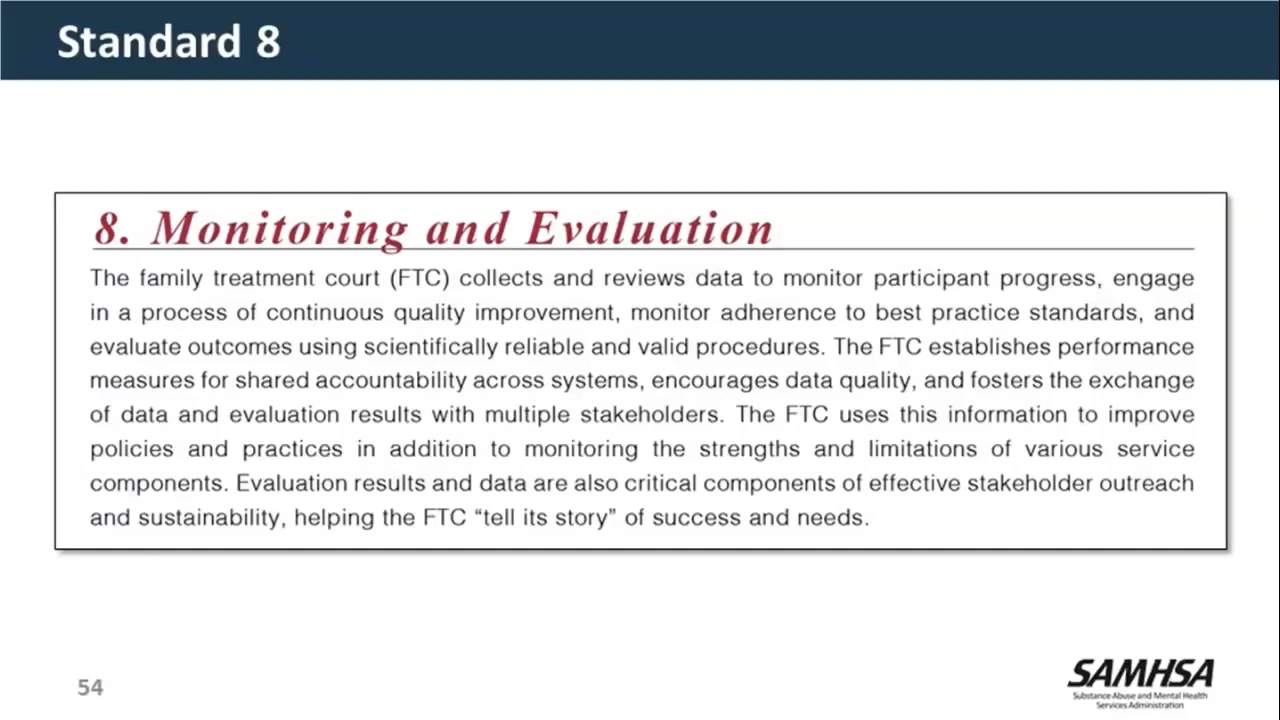 Standard 8
8. Monitoring and Evaluation
The family treatment court (FTC) collects and reviews data to monitor participant progress, engage
in a process of continuous quality improvement, monitor adherence to best practice standards, and
evaluate outcomes using scientifically reliable and valid procedures. The FTC establishes performance
measures for shared accountability across systems, encourages data quality, and fosters the exchange
of data and evaluation results with multiple stakeholders. The FTC uses this information to improve
policies and practices in addition to monitoring the strengths and limitations of various service
components. Evaluation results and data are also critical components of effective stakeholder outreach
and sustainability, helping the FTC “tell its story” of success and needs.
54
SAMHSA
Substance Abuse and Mental Health
Services Administration